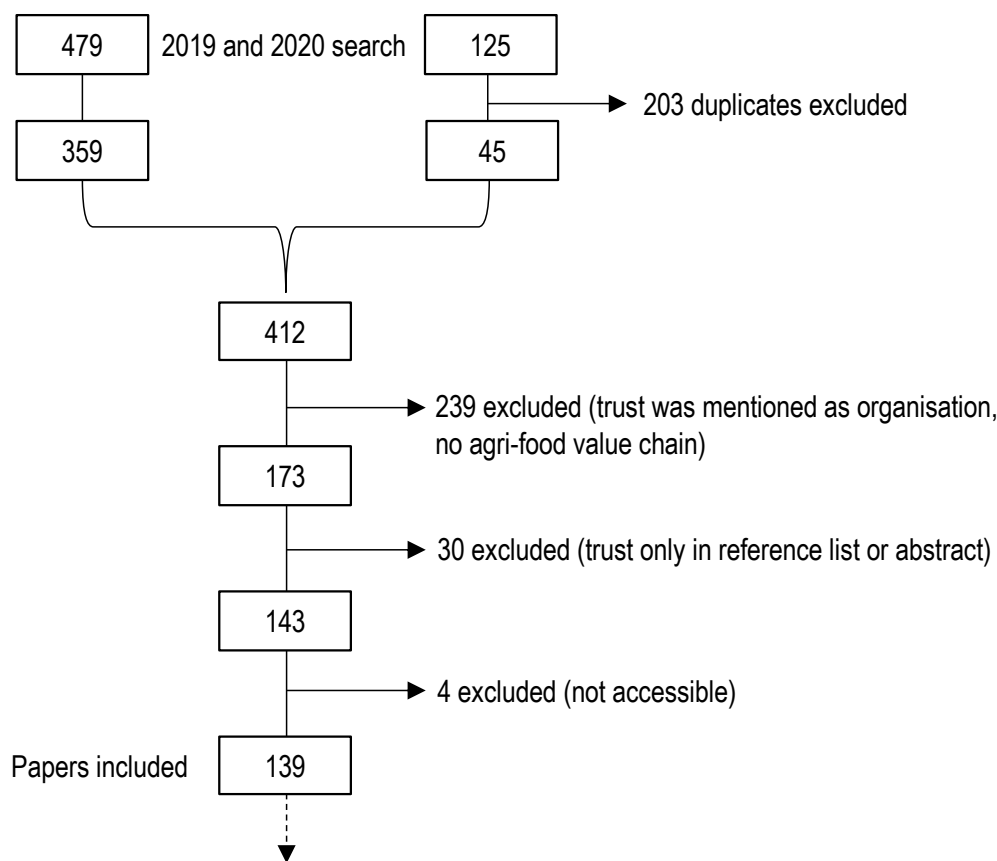 479
2019 and 2020 search
125
203 duplicates excluded
359
45
412
239 excluded (trust was mentioned as organisation,
no agri-food value chain)
173
30 excluded (trust only in reference list or abstract)
143
4 excluded (not accessible)
Papers included
139